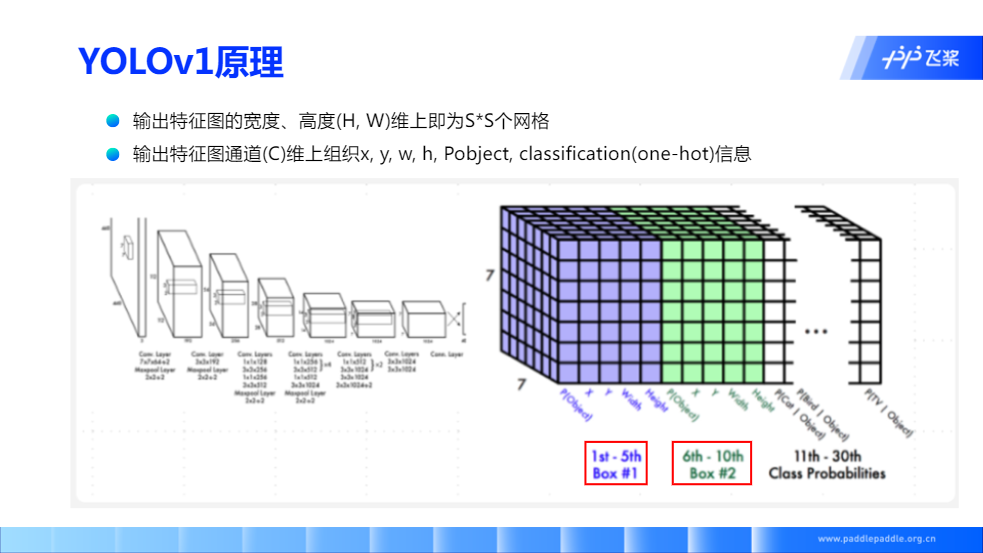 YOLOv1原理
飞桨
输出特征图的宽度、高度(H, W)维上即为S*S个网格
输出特征图通道(C)维上组织x, y, w, h, Pobject, classification(one-hot)信息
7
7
P(Object)
X
Y
Width
Height
P(Object)
X
Y
Width
Height
P(Cat | Object)
P(Bird | Object)
...
P(TV | Object)
1st - 5th
Box #1
6th - 10th
Box #2
11th - 30th
Class Probabilities
Conv. Layer
7x7x64-s-2
Maxpool Layer
2x2-s-2
Conv. Layer
3x3x192
Maxpool Layer
2x2-s-2
Conv. Layers
1x1x128
3x3x256
1x1x256
3x3x512
Maxpool Layer
2x2-s-2
Conv. Layers
1x1x256
3x3x512
1x1x512
3x3x1024
Maxpool Layer
2x2-s-2
Conv. Layers
1x1x512
3x3x1024
3x3x1024
3x3x1024-s-2
Conv. Layers
3x3x1024
3x3x1024
Conn. Layer
www.paddlepaddle.org.cn